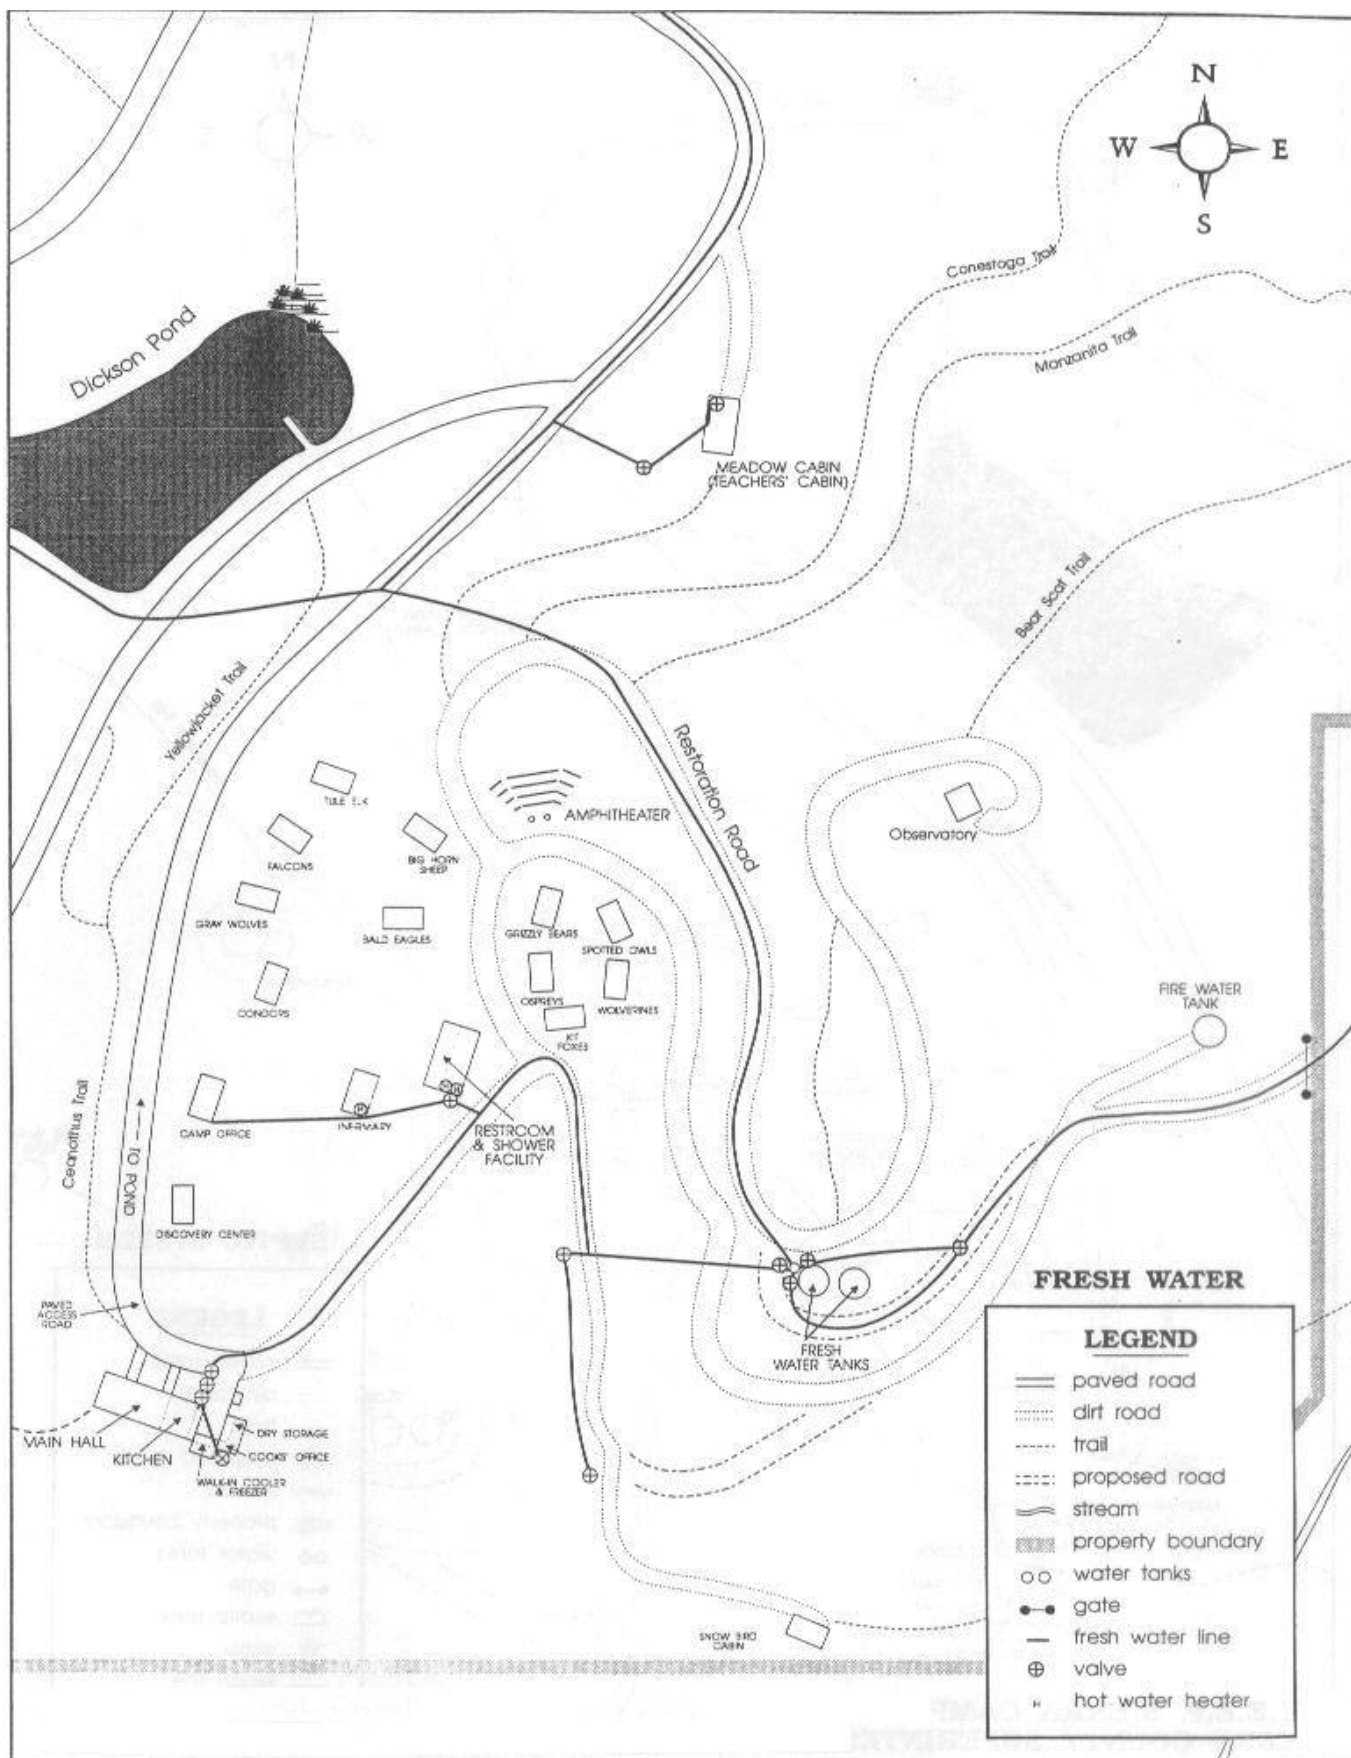 N
W E
S
Conestoga Trail
Dickson Pond
Manzanita Trail
MEADOW CABIN
(TEACHERS' CABIN)
Bear Scat Trail
Yellowjacket Trail
Restoration Road
TULE ELK
AMPHITHEATER
Observatory
FALCONS
BIG HORN
SHEEP
GRAY WOLVES
BALD EAGLES
GRIZZLY BEARS
SPOTTED OWLS
CONDORS
OSPREYS
WOLVERINES
KIT
FOXES
FIRE WATER
TANK
Ceanothus Trail
CAMP OFFICE
INFIRMARY
RESTROOM
& SHOWER
FACILITY
TO POND
DISCOVERY CENTER
PAVED
ACCESS
ROAD
FRESH
WATER TANKS
MAIN HALL
KITCHEN
DRY STORAGE
COOKS' OFFICE
WALK-IN COOLER
& FREEZER
SNOW BIRD
CABIN
FRESH WATER
LEGEND
paved road
dirt road
trail
proposed road
stream
property boundary
water tanks
gate
fresh water line
valve
H hot water heater